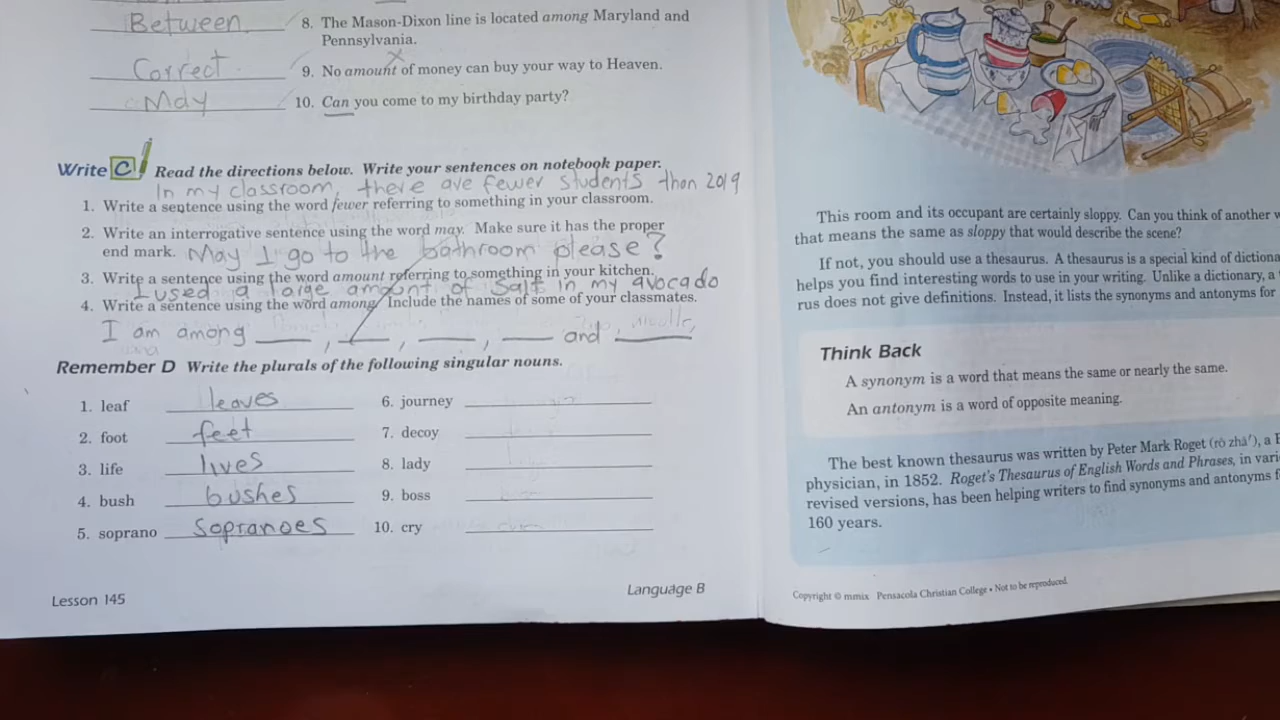 Between 8. The Mason-Dixon line is located among Maryland and
Pennsylvania.
Correct 9. No amount of money can buy your way to Heaven.
May 10. Can you come to my birthday party?
Write C Read the directions below. Write your sentences on notebook paper.
In my classroom, there are fewer students than 2019
1. Write a sentence using the word fewer referring to something in your classroom.
2. Write an interrogative sentence using the word may. Make sure it has the proper
end mark. May I go to the bathroom please?
3. Write a sentence using the word amount referring to something in your kitchen.
I used a large amount of salt in my avocado
4. Write a sentence using the word among. Include the names of some of your classmates.
I am among ____, ____, ____, ____ and ____
Remember D Write the plurals of the following singular nouns.
1. leaf leaves 6. journey
2. foot feet 7. decoy
3. life lives 8. lady
4. bush bushes 9. boss
5. soprano sopranoes 10. cry
Lesson 145 Language B
This room and its occupant are certainly sloppy. Can you think of another
that means the same as sloppy that would describe the scene?
If not, you should use a thesaurus. A thesaurus is a special kind of dictiona
helps you find interesting words to use in your writing. Unlike a dictionary, a
rus does not give definitions. Instead, it lists the synonyms and antonyms for
Think Back
A synonym is a word that means the same or nearly the same.
An antonym is a word of opposite meaning.
The best known thesaurus was written by Peter Mark Roget (rō zhā′), a
physician, in 1852. Roget's Thesaurus of English Words and Phrases, in vari
revised versions, has been helping writers to find synonyms and antonyms f
160 years.
Copyright © mmix Pensacola Christian College • Not to be reproduced.